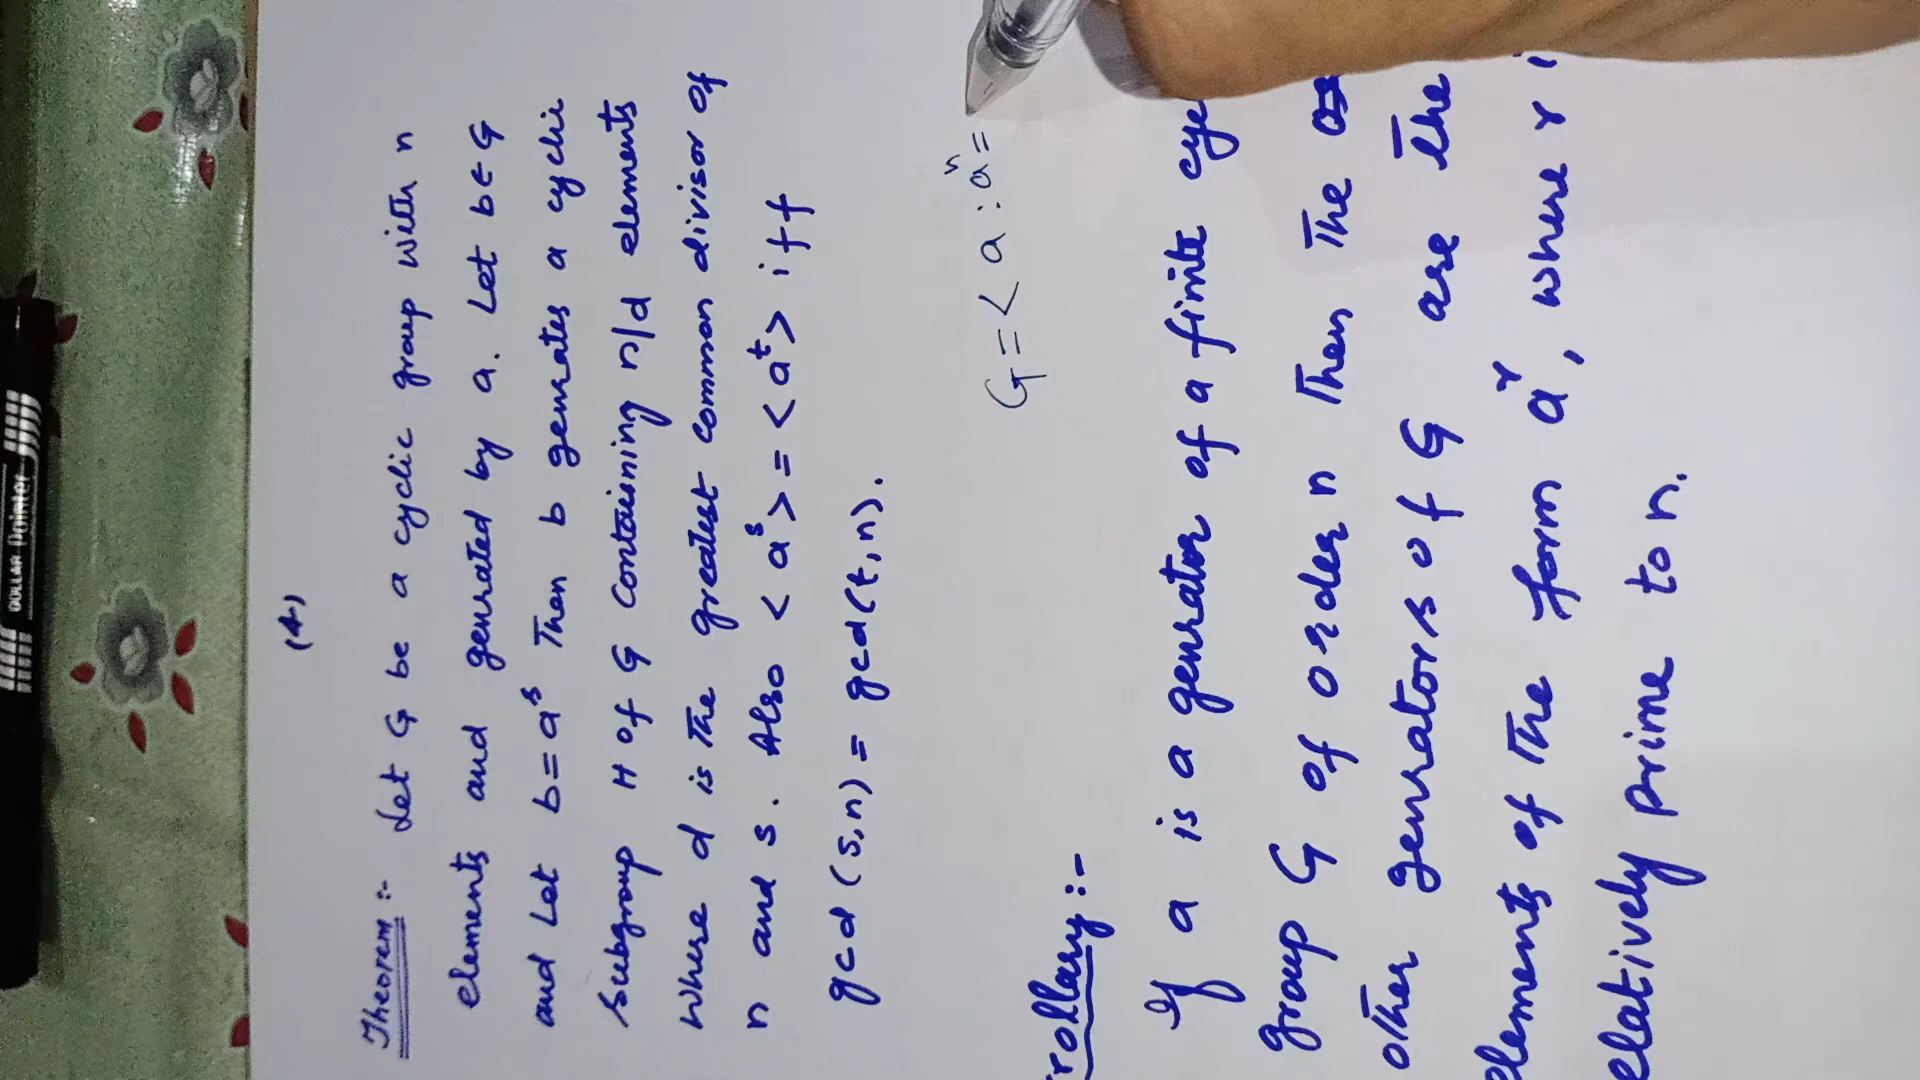 (4)
Theorem :- Let G be a cyclic group with n
elements and generated by a. Let b ∈ G
and Let b = a^s Then b generates a cyclic
subgroup H of G containing n/d elements
where d is the greatest common divisor of
n and s. Also < a^s > = < a^t > iff
gcd (s, n) = gcd (t, n).
G = < a : a^n =
rollary :-
If a is a generator of a finite cyc
group G of order n Then The
other generators of G are the
elements of The form a^r, where r i
elatively prime to n.
DOLLAR Pointer